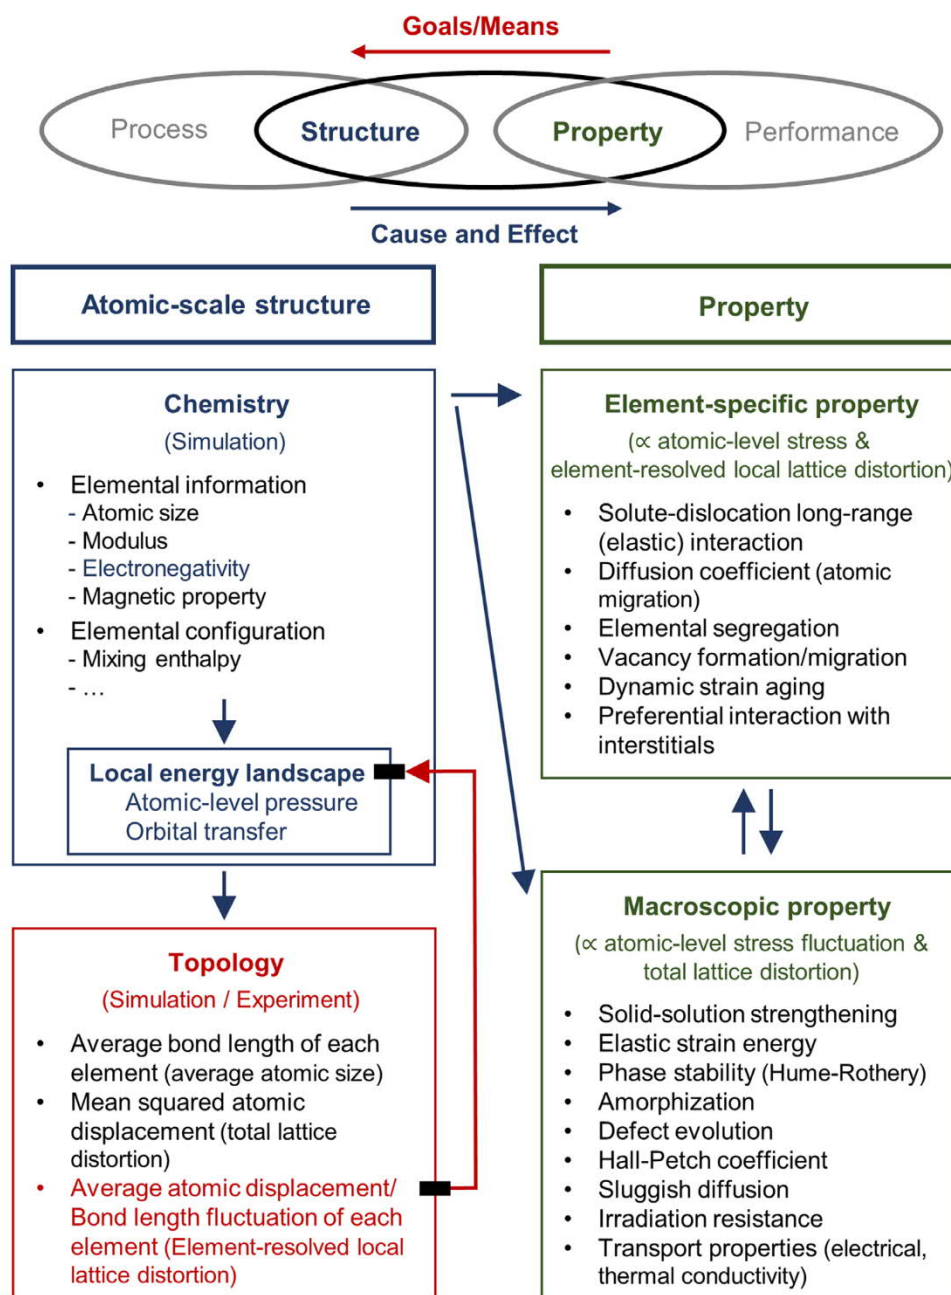 Goals/Means
Process
Structure
Property
Performance
Cause and Effect
Atomic-scale structure
Chemistry
(Simulation)
• Elemental information
- Atomic size
- Modulus
- Electronegativity
- Magnetic property
• Elemental configuration
- Mixing enthalpy
- ...
Local energy landscape
Atomic-level pressure
Orbital transfer
Topology
(Simulation / Experiment)
• Average bond length of each
element (average atomic size)
• Mean squared atomic
displacement (total lattice
distortion)
• Average atomic displacement/
Bond length fluctuation of each
element (Element-resolved local
lattice distortion)
Property
Element-specific property
(∝ atomic-level stress &
element-resolved local lattice distortion)
• Solute-dislocation long-range
(elastic) interaction
• Diffusion coefficient (atomic
migration)
• Elemental segregation
• Vacancy formation/migration
• Dynamic strain aging
• Preferential interaction with
interstitials
Macroscopic property
(∝ atomic-level stress fluctuation &
total lattice distortion)
• Solid-solution strengthening
• Elastic strain energy
• Phase stability (Hume-Rothery)
• Amorphization
• Defect evolution
• Hall-Petch coefficient
• Sluggish diffusion
• Irradiation resistance
• Transport properties (electrical,
thermal conductivity)